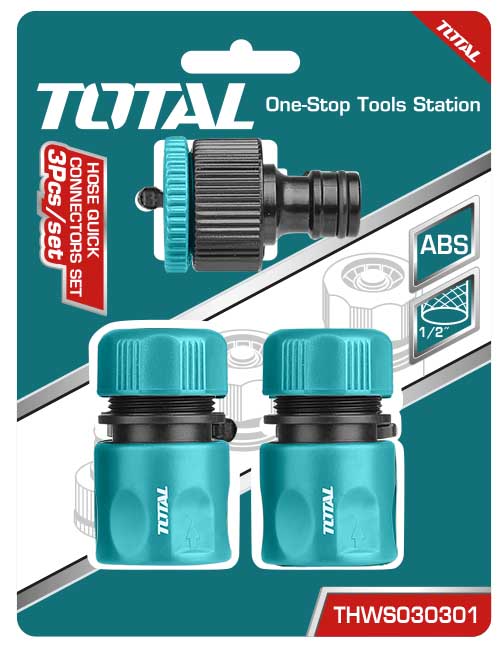 TOTAL
TOTAL
One-Stop Tools Station
HOSE QUICK
CONNECTORS SET
3Pcs/set
ABS
1/2"
TOTAL
TOTAL
THWS030301